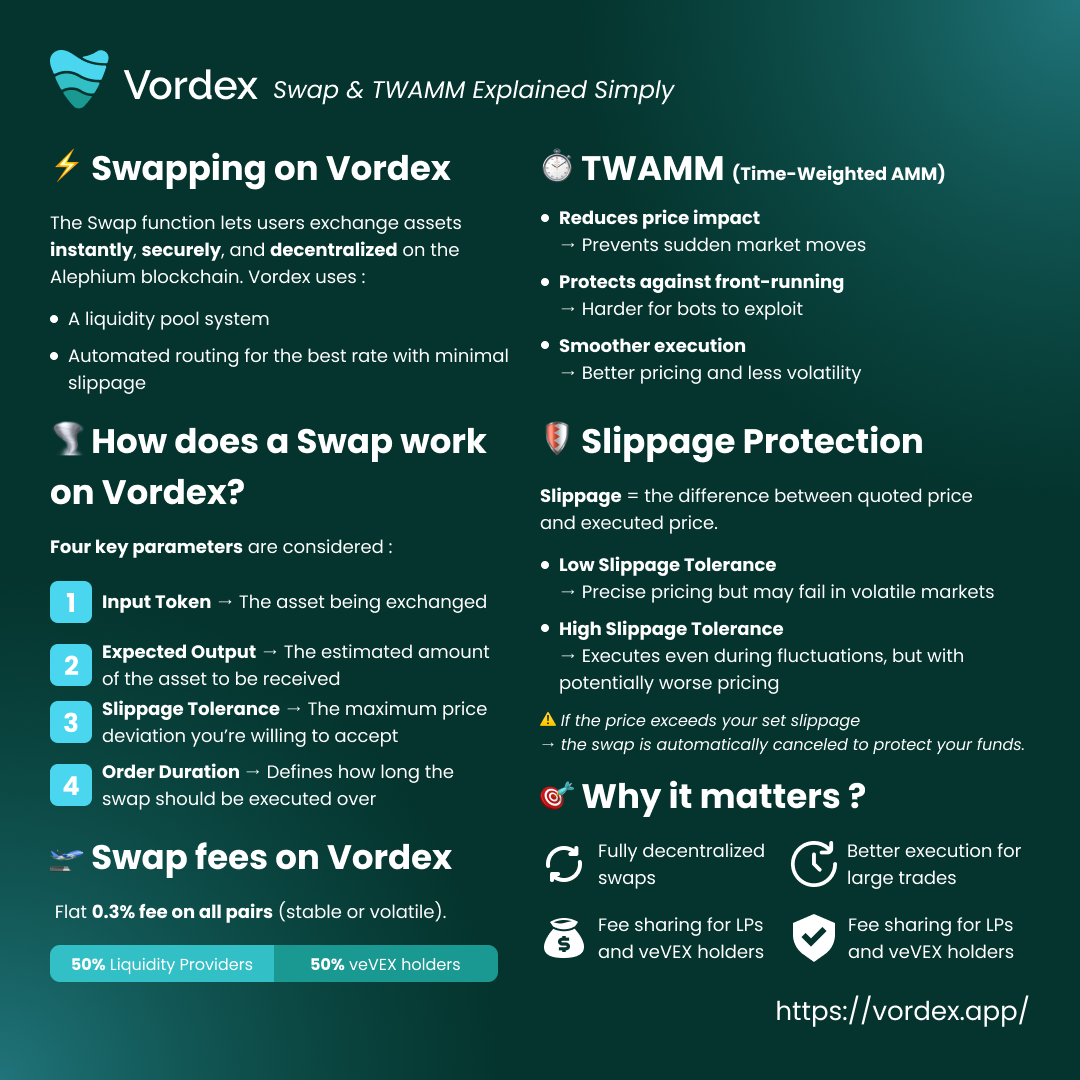 Vordex Swap & TWAMM Explained Simply
Swapping on Vordex
The Swap function lets users exchange assets
instantly, securely, and decentralized on the
Alephium blockchain. Vordex uses :
• A liquidity pool system
• Automated routing for the best rate with minimal
slippage
How does a Swap work
on Vordex?
Four key parameters are considered :
1 Input Token → The asset being exchanged
2 Expected Output → The estimated amount
of the asset to be received
3 Slippage Tolerance → The maximum price
deviation you’re willing to accept
4 Order Duration → Defines how long the
swap should be executed over
Swap fees on Vordex
Flat 0.3% fee on all pairs (stable or volatile).
50% Liquidity Providers 50% veVEX holders
TWAMM (Time-Weighted AMM)
• Reduces price impact
→ Prevents sudden market moves
• Protects against front-running
→ Harder for bots to exploit
• Smoother execution
→ Better pricing and less volatility
Slippage Protection
Slippage = the difference between quoted price
and executed price.
• Low Slippage Tolerance
→ Precise pricing but may fail in volatile markets
• High Slippage Tolerance
→ Executes even during fluctuations, but with
potentially worse pricing
If the price exceeds your set slippage
→ the swap is automatically canceled to protect your funds.
Why it matters ?
Fully decentralized
swaps
Better execution for
large trades
Fee sharing for LPs
and veVEX holders
Fee sharing for LPs
and veVEX holders
https://vordex.app/